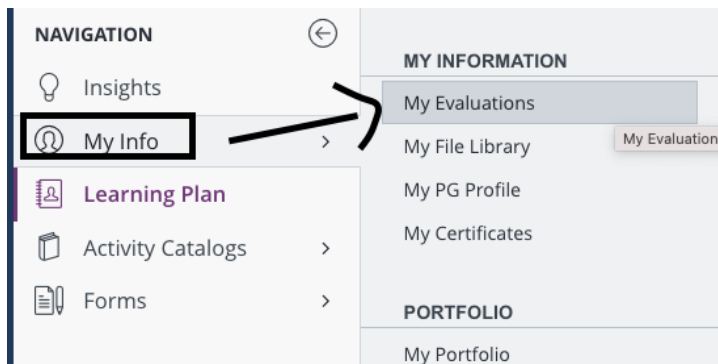 NAVIGATION
Insights
My Info
Learning Plan
Activity Catalogs
Forms
MY INFORMATION
My Evaluations
My Evaluation
My File Library
My PG Profile
My Certificates
PORTFOLIO
My Portfolio